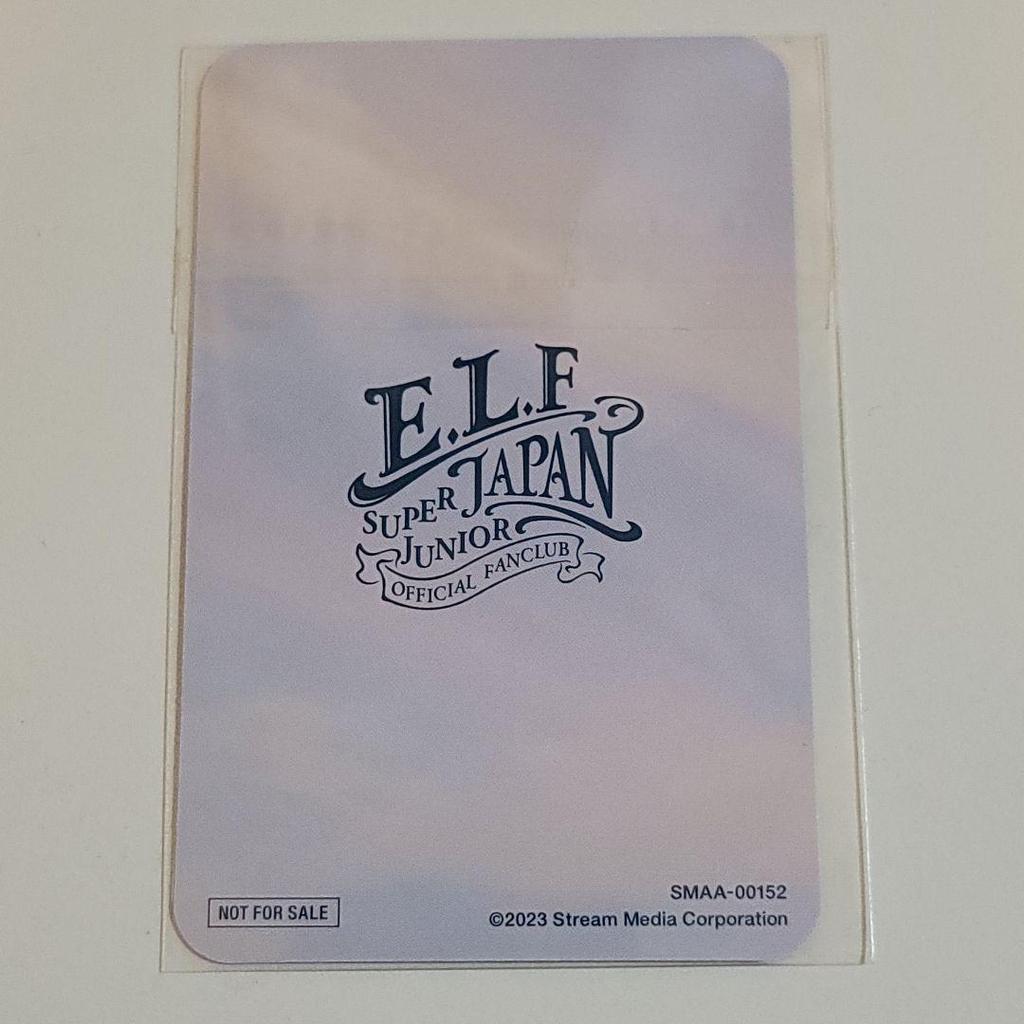 E.L.F
JAPAN
SUPER
JUNIOR
OFFICIAL FANCLUB
SMAA-00152
NOT FOR SALE
©2023 Stream Media Corporation